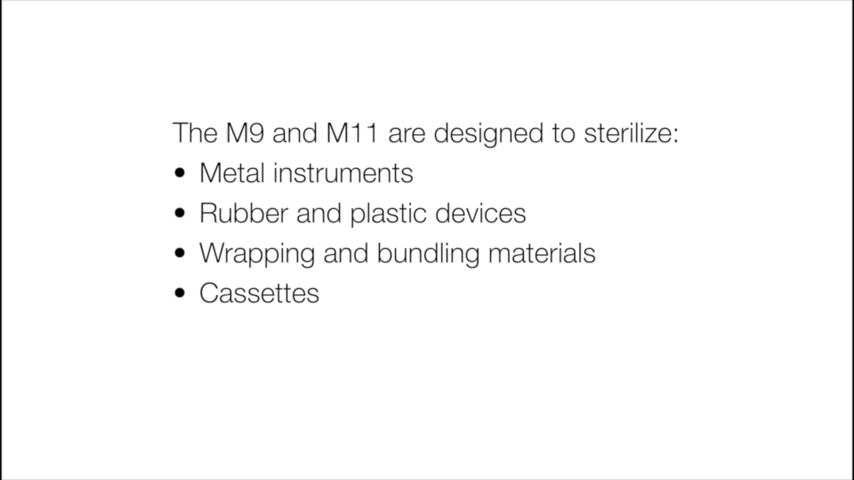 The M9 and M11 are designed to sterilize:
• Metal instruments
• Rubber and plastic devices
• Wrapping and bundling materials
• Cassettes